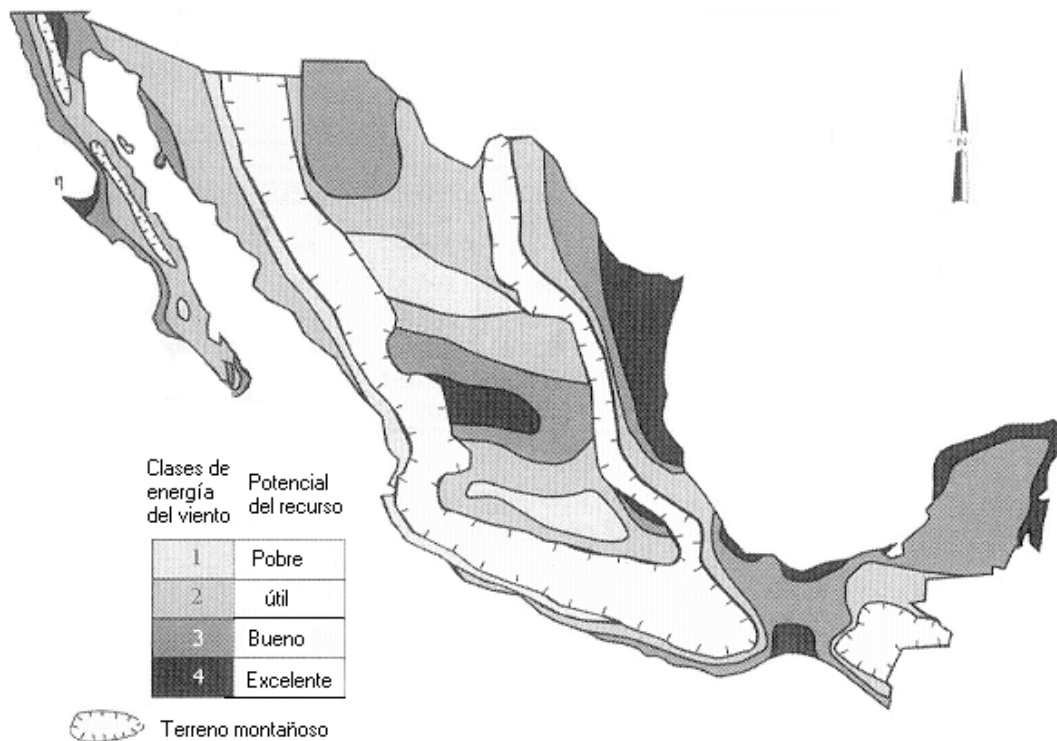 N
Clases de
energía
del viento
Potencial
del recurso
1 Pobre
2 útil
3 Bueno
4 Excelente
Terreno montañoso